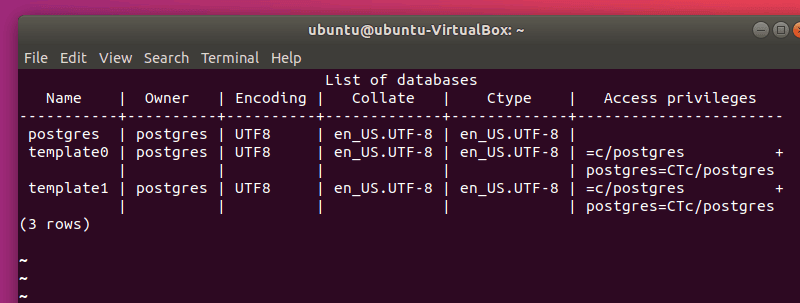 ubuntu@ubuntu-VirtualBox: ~
File Edit View Search Terminal Help
                                  List of databases
   Name    |  Owner   | Encoding |   Collate   |    Ctype    |   Access privileges
-----------+----------+----------+-------------+-------------+-----------------------
 postgres  | postgres | UTF8     | en_US.UTF-8 | en_US.UTF-8 |
 template0 | postgres | UTF8     | en_US.UTF-8 | en_US.UTF-8 | =c/postgres          +
           |          |          |             |             | postgres=CTc/postgres
 template1 | postgres | UTF8     | en_US.UTF-8 | en_US.UTF-8 | =c/postgres          +
           |          |          |             |             | postgres=CTc/postgres
(3 rows)

~
~
~